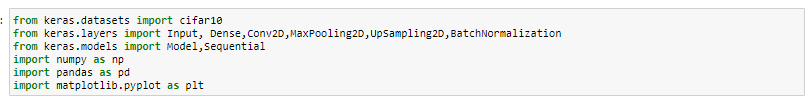 :
from keras.datasets import cifar10
from keras.layers import Input, Dense,Conv2D,MaxPooling2D,UpSampling2D,BatchNormalization
from keras.models import Model,Sequential
import numpy as np
import pandas as pd
import matplotlib.pyplot as plt